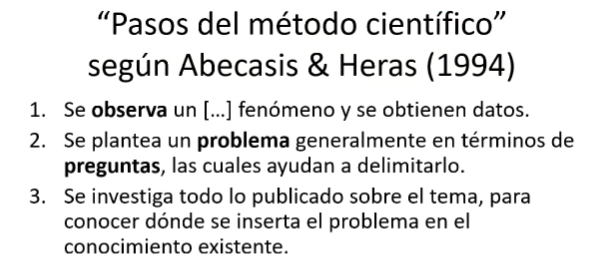 “Pasos del método científico”
según Abecasis & Heras (1994)
1. Se observa un [...] fenómeno y se obtienen datos.
2. Se plantea un problema generalmente en términos de
preguntas, las cuales ayudan a delimitarlo.
3. Se investiga todo lo publicado sobre el tema, para
conocer dónde se inserta el problema en el
conocimiento existente.